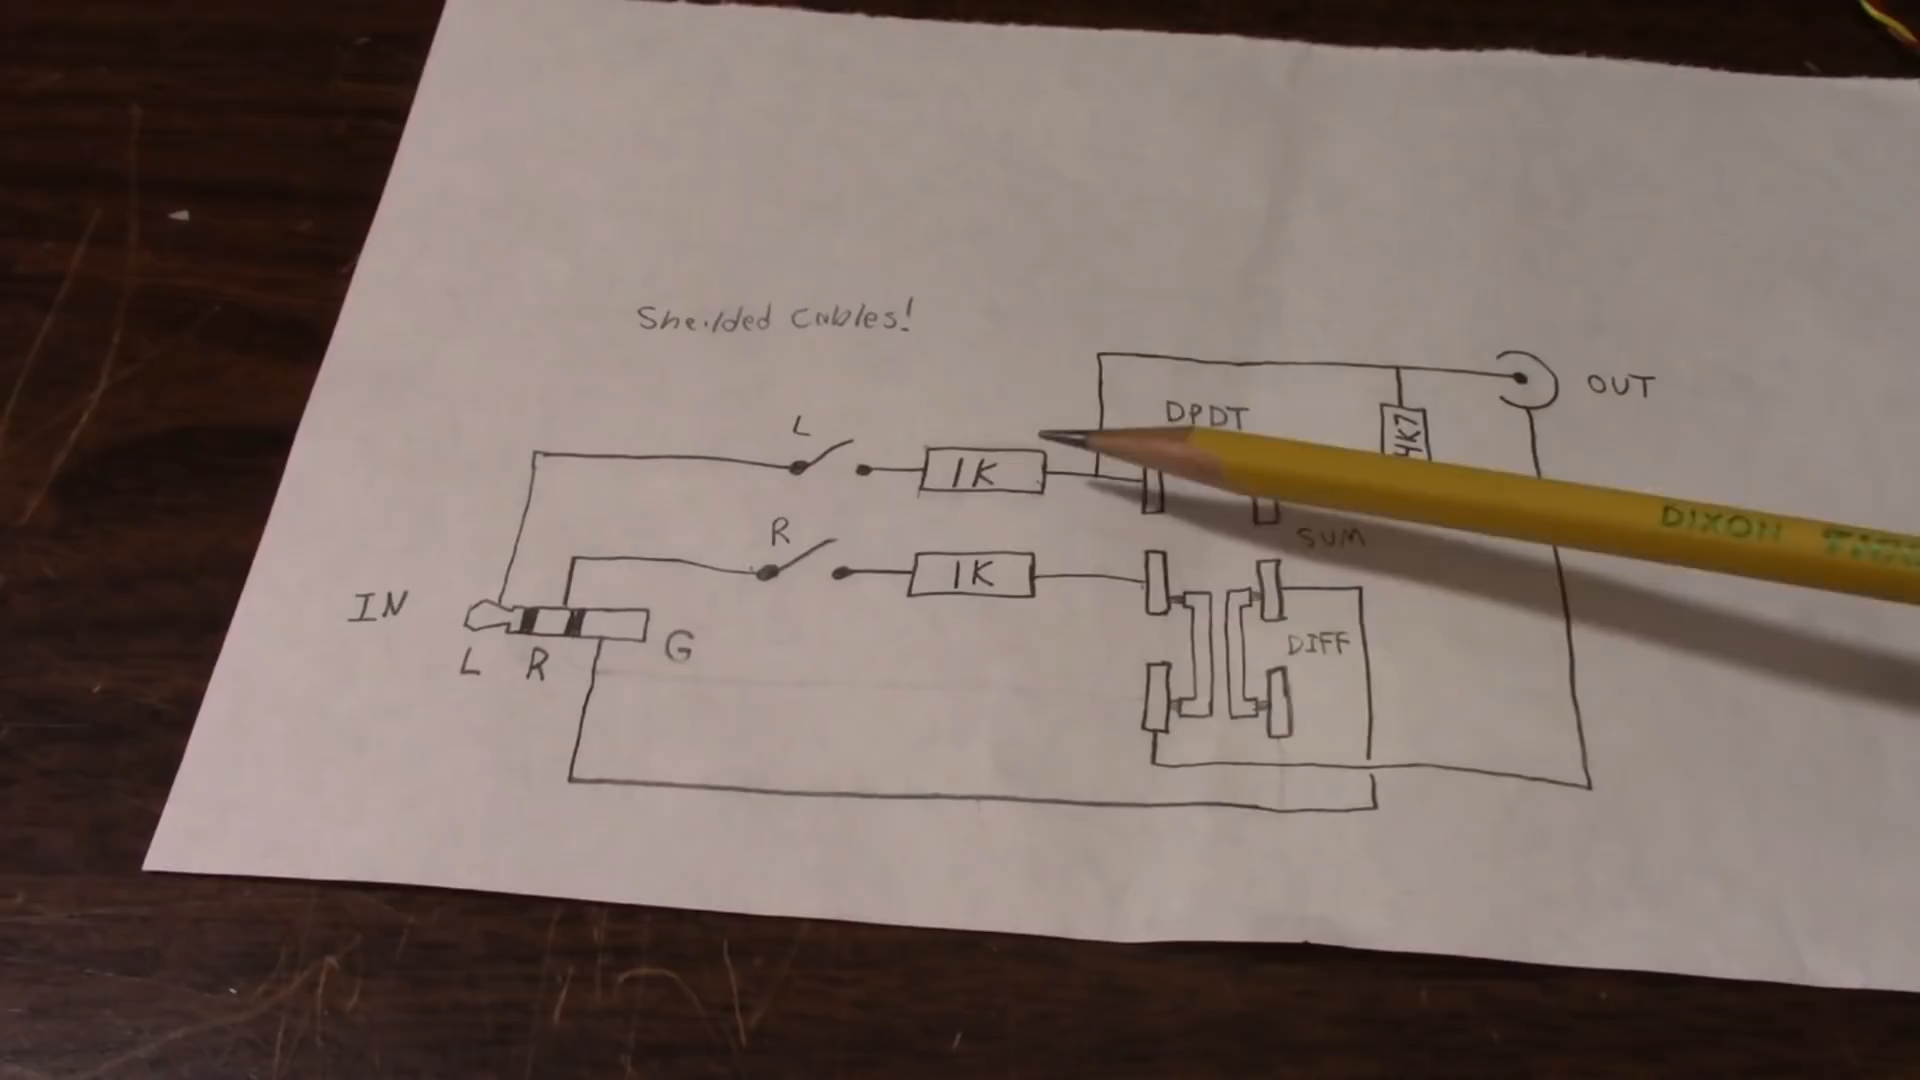 Sheilded Cables!
OUT
DPDT
L
4K7
1K
SUM
R
1K
IN
DIFF
G
L R
DIXON